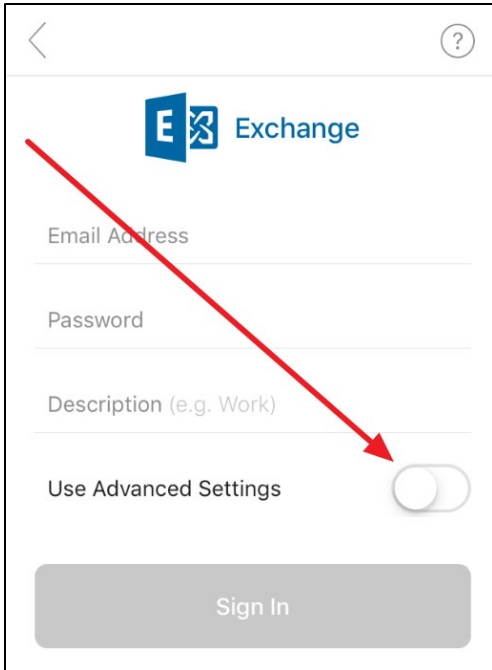 ?
E Exchange
Email Address
Password
Description (e.g. Work)
Use Advanced Settings
Sign In